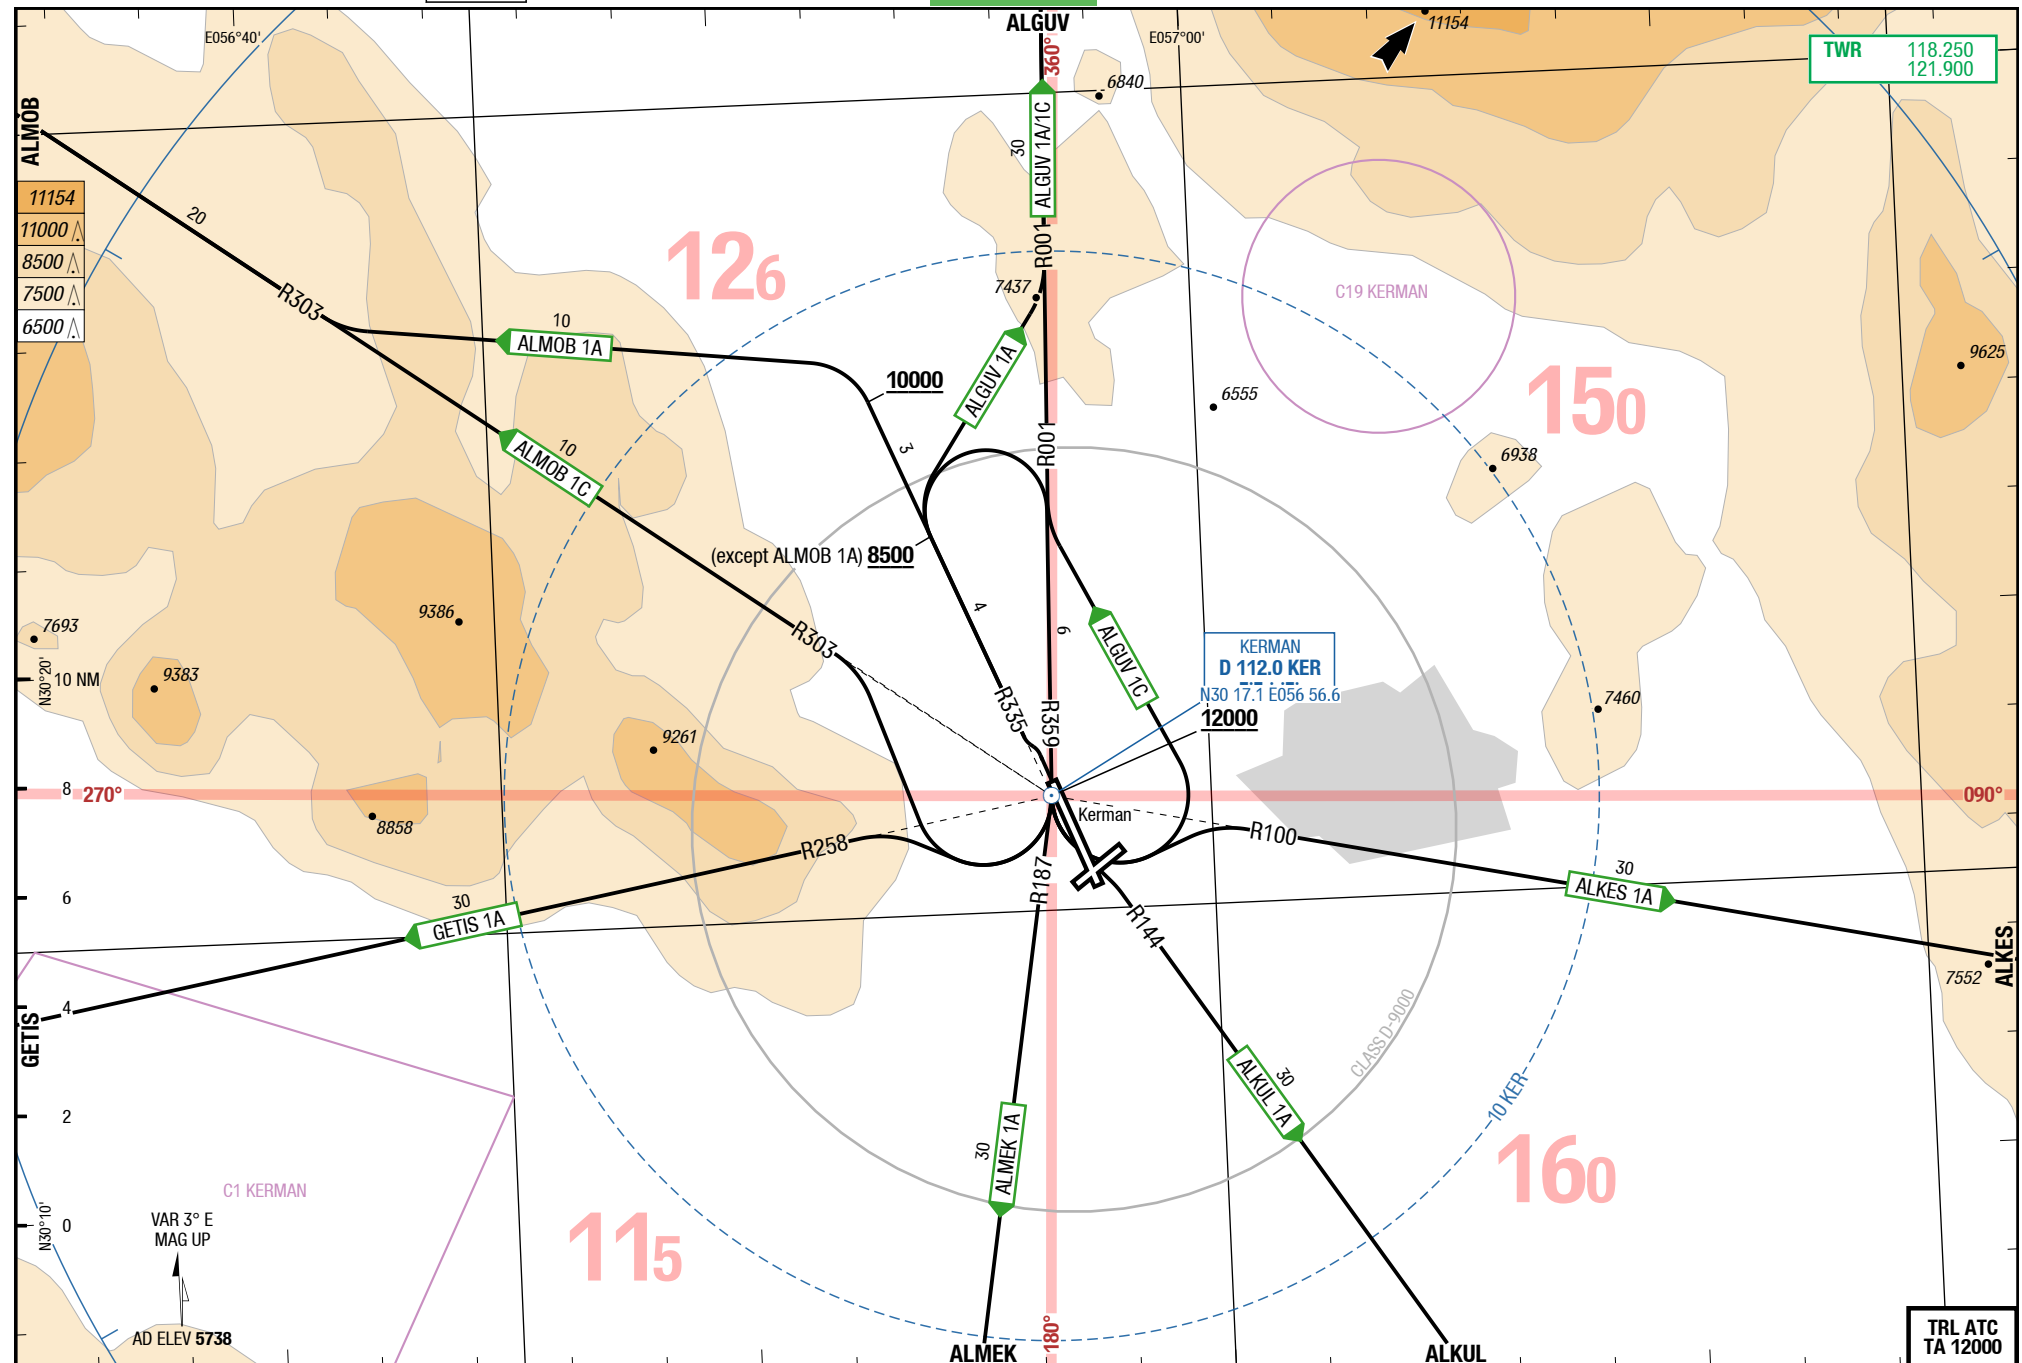 ALGUV
E056°40'
E057°00'
11154
TWR 118.250
121.900
360°
6840
ALMOB
30
ALGUV 1A/1C
11154
11000
8500
7500
6500
20
R001
126
7437
C19 KERMAN
R303
10
ALMOB 1A
9625
10000
ALGUV 1A
6555
150
3
R001
10
ALMOB 1C
6938
(except ALMOB 1A) 8500
4
9386
6
7693
R303
ALGUV 1C
KERMAN
D 112.0 KER
N30 17.1 E056 56.6
N30°20'
10 NM
9383
R335
R359
12000
7460
9261
8
270°
090°
Kerman
8858
R258
R100
R187
30
ALKES 1A
6
30
GETIS 1A
R144
ALKES
7552
4
GETIS
CLASS D-9000
30
ALKUL 1A
10 KER
2
30
ALMEK 1A
160
C1 KERMAN
VAR 3° E
MAG UP
N30°10'
0
115
AD ELEV 5738
180°
TRL ATC
TA 12000
ALMEK
ALKUL